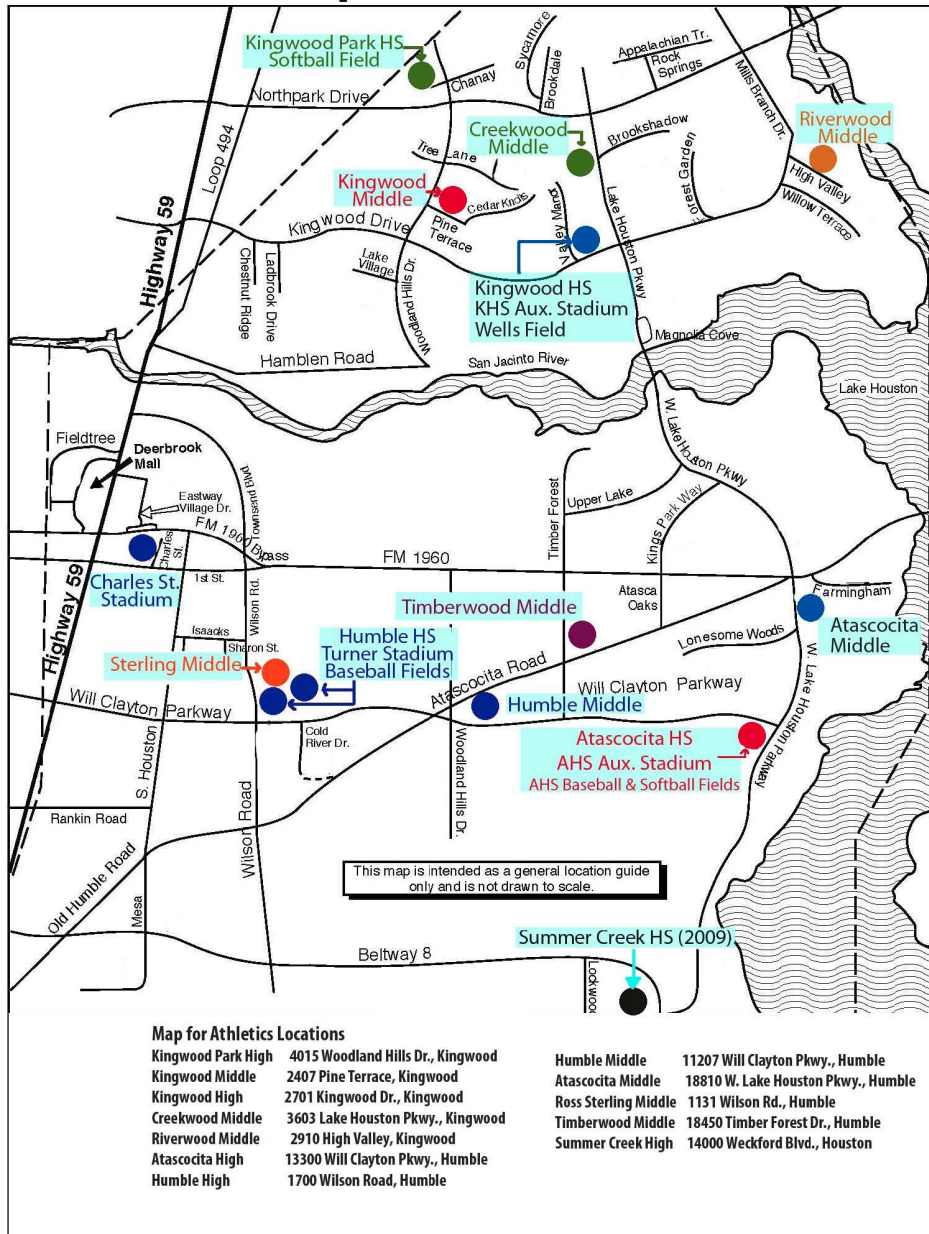 Kingwood Park HS
Softball Field
Sycamore
Brookdale
Appalachian Tr.
Rock
Springs
Mills Branch Dr.
Chanay
Northpark Drive
Loop 494
Creekwood
Middle
Brookshadow
Riverwood
Middle
Tree Lane
Kingwood
Middle
Cedar Knolls
Pine
Terrace
Valley Manor
Lake Houston Pkwy
Forest Garden
High Valley
Willow Terrace
Kingwood Drive
Highway 59
Chestnut Ridge
Ladbrook Drive
Lake
Village
Woodland Hills Dr.
Kingwood HS
KHS Aux. Stadium
Wells Field
Magnolia Cove
Hamblen Road
San Jacinto River
Lake Houston
W. Lake Houston Pkwy
Fieldtree
Deerbrook
Mall
Eastway
Village Dr.
Townsend Blvd
FM 1960 Bypass
Timber Forest
Upper Lake
Kings Park Way
Charles St.
FM 1960
1st St.
Charles St.
Stadium
Highway 59
Wilson Rd.
Atasca
Oaks
Farmingham
Timberwood Middle
Isaacks
Sharon St.
Humble HS
Turner Stadium
Baseball Fields
Sterling Middle
Lonesome Woods
Atascocita
Middle
Atascocita Road
Will Clayton Parkway
Will Clayton Parkway
Humble Middle
W. Lake Houston Parkway
Cold
River Dr.
Atascocita HS
AHS Aux. Stadium
AHS Baseball & Softball Fields
S. Houston
Woodland Hills Dr.
Rankin Road
Wilson Road
Old Humble Road
Mesa
This map is intended as a general location guide
only and is not drawn to scale.
Summer Creek HS (2009)
Beltway 8
Lockwood
Map for Athletics Locations
Kingwood Park High 4015 Woodland Hills Dr., Kingwood
Kingwood Middle 2407 Pine Terrace, Kingwood
Kingwood High 2701 Kingwood Dr., Kingwood
Creekwood Middle 3603 Lake Houston Pkwy., Kingwood
Riverwood Middle 2910 High Valley, Kingwood
Atascocita High 13300 Will Clayton Pkwy., Humble
Humble High 1700 Wilson Road, Humble
Humble Middle 11207 Will Clayton Pkwy., Humble
Atascocita Middle 18810 W. Lake Houston Pkwy., Humble
Ross Sterling Middle 1131 Wilson Rd., Humble
Timberwood Middle 18450 Timber Forest Dr., Humble
Summer Creek High 14000 Weckford Blvd., Houston